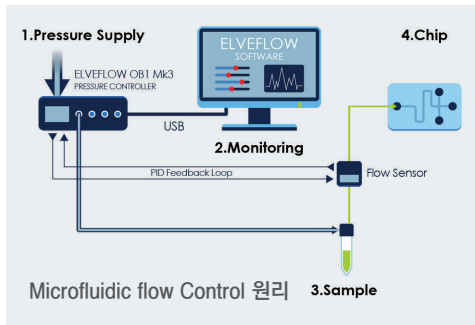 1.Pressure Supply
ELVEFLOW
SOFTWARE
4.Chip
ELVEFLOW OB1 Mk3
PRESSURE CONTROLLER
USB
2.Monitoring
PID Feedback Loop
Flow Sensor
Microfluidic flow Control 원리
3.Sample